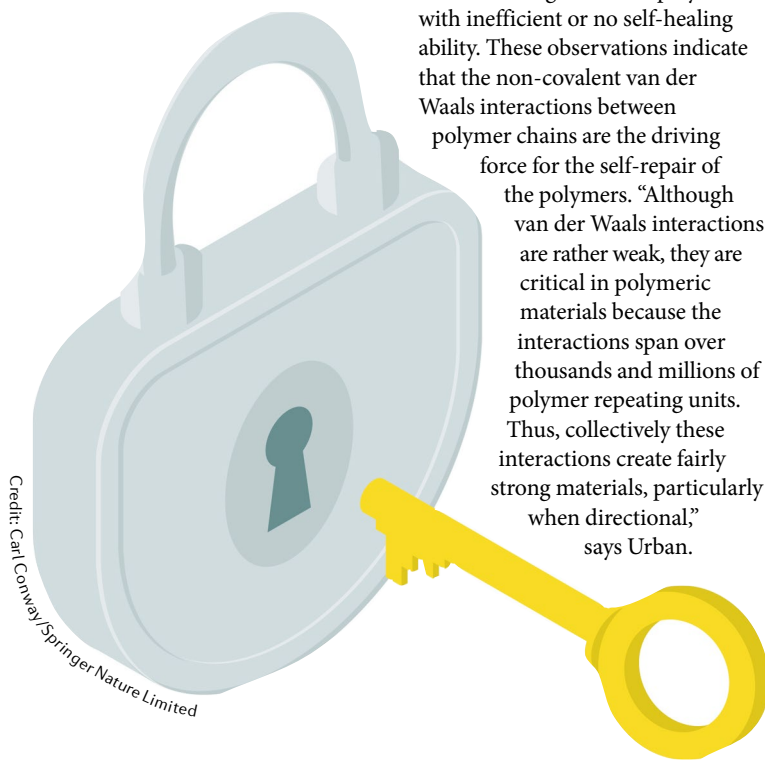 with inefficient or no self-healing
ability. These observations indicate
that the non-covalent van der
Waals interactions between
polymer chains are the driving
force for the self-repair of
the polymers. “Although
van der Waals interactions
are rather weak, they are
critical in polymeric
materials because the
interactions span over
thousands and millions of
polymer repeating units.
Thus, collectively these
interactions create fairly
strong materials, particularly
when directional,”
says Urban.
Credit: Carl Conway/Springer Nature Limited